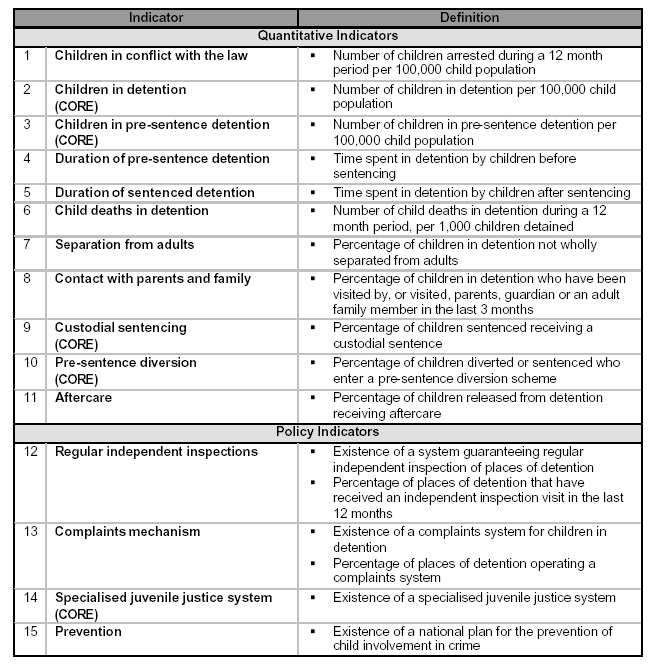 Indicator Definition
Quantitative Indicators
1 Children in conflict with the law ▪ Number of children arrested during a 12 month
period per 100,000 child population
2 Children in detention ▪ Number of children in detention per 100,000 child
(CORE) population
3 Children in pre-sentence detention ▪ Number of children in pre-sentence detention per
(CORE) 100,000 child population
4 Duration of pre-sentence detention ▪ Time spent in detention by children before
sentencing
5 Duration of sentenced detention ▪ Time spent in detention by children after sentencing
6 Child deaths in detention ▪ Number of child deaths in detention during a 12
month period, per 1,000 children detained
7 Separation from adults ▪ Percentage of children in detention not wholly
separated from adults
8 Contact with parents and family ▪ Percentage of children in detention who have been
visited by, or visited, parents, guardian or an adult
family member in the last 3 months
9 Custodial sentencing ▪ Percentage of children sentenced receiving a
(CORE) custodial sentence
10 Pre-sentence diversion ▪ Percentage of children diverted or sentenced who
(CORE) enter a pre-sentence diversion scheme
11 Aftercare ▪ Percentage of children released from detention
receiving aftercare
Policy Indicators
12 Regular independent inspections ▪ Existence of a system guaranteeing regular
independent inspection of places of detention
▪ Percentage of places of detention that have
received an independent inspection visit in the last
12 months
13 Complaints mechanism ▪ Existence of a complaints system for children in
detention
▪ Percentage of places of detention operating a
complaints system
14 Specialised juvenile justice system ▪ Existence of a specialised juvenile justice system
(CORE)
15 Prevention ▪ Existence of a national plan for the prevention of
child involvement in crime